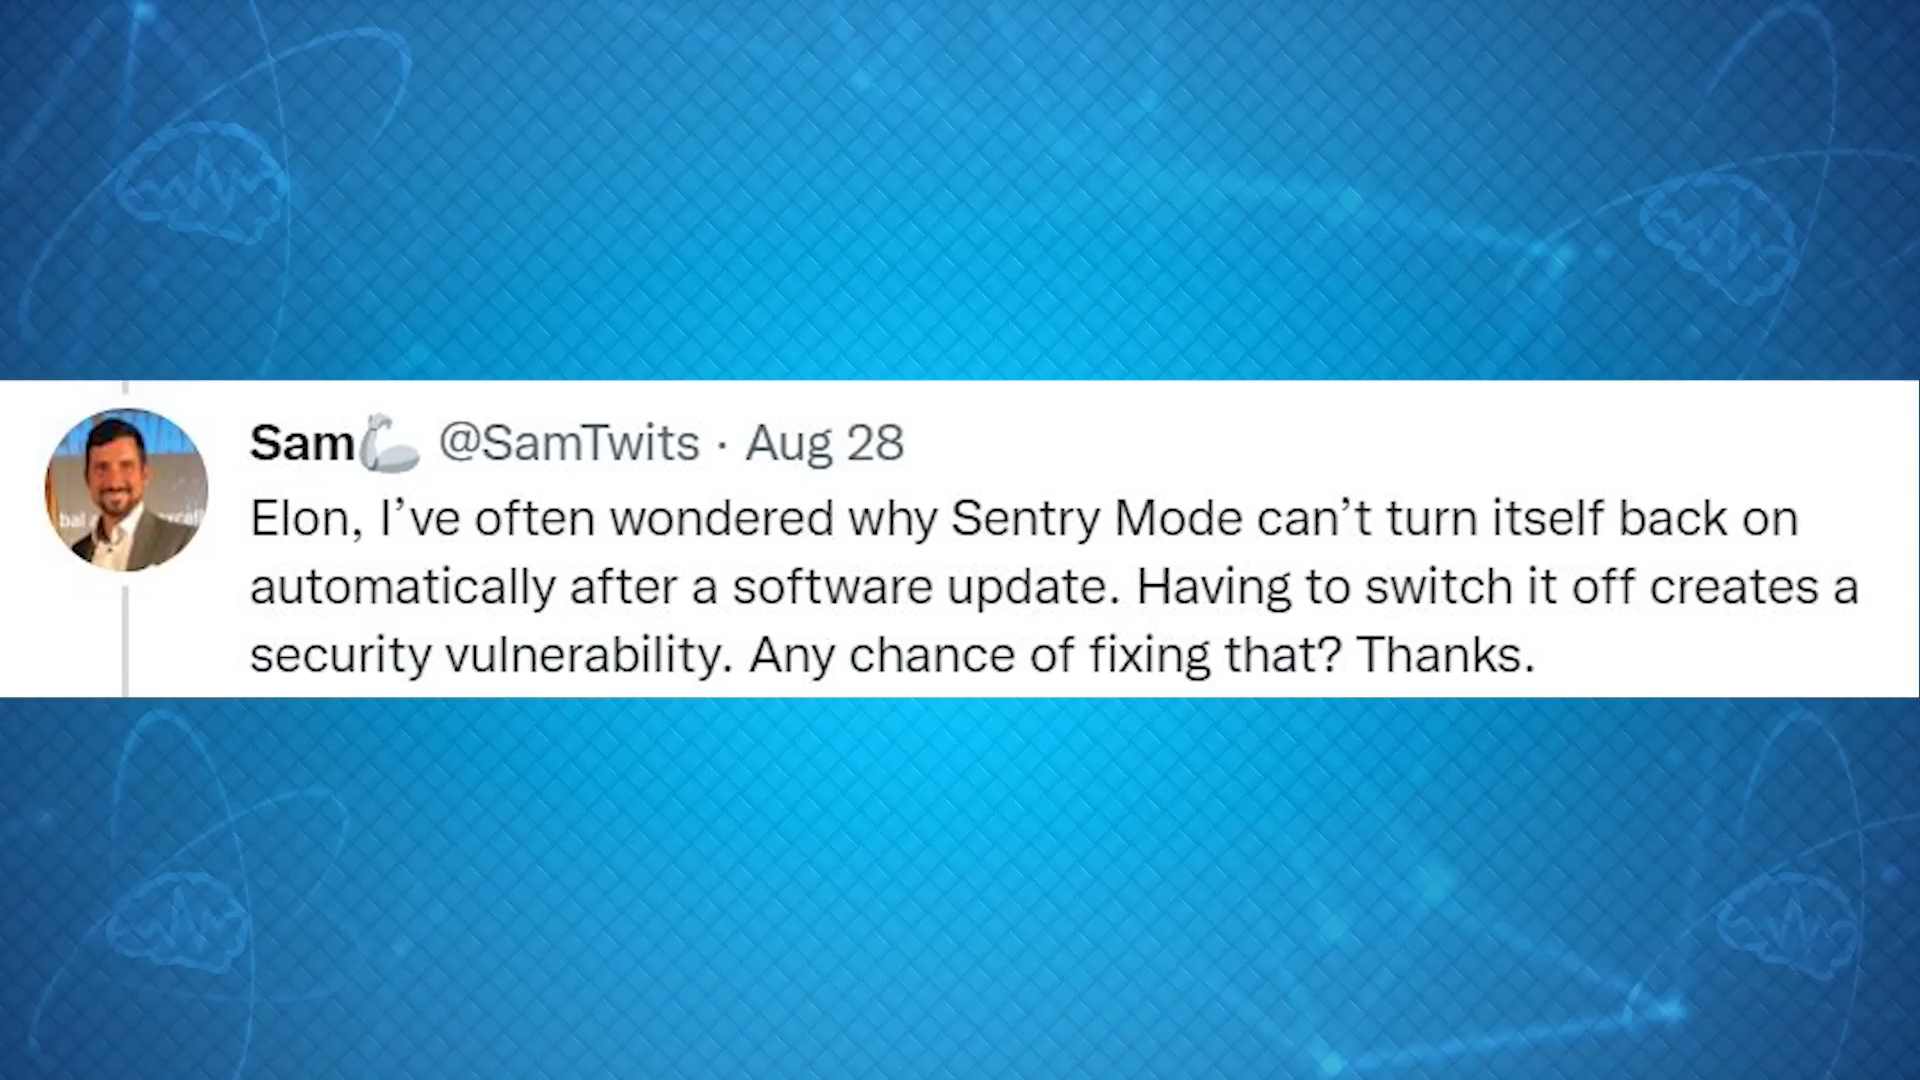 Sam🦾 @SamTwits · Aug 28
Elon, I’ve often wondered why Sentry Mode can’t turn itself back on
automatically after a software update. Having to switch it off creates a
security vulnerability. Any chance of fixing that? Thanks.